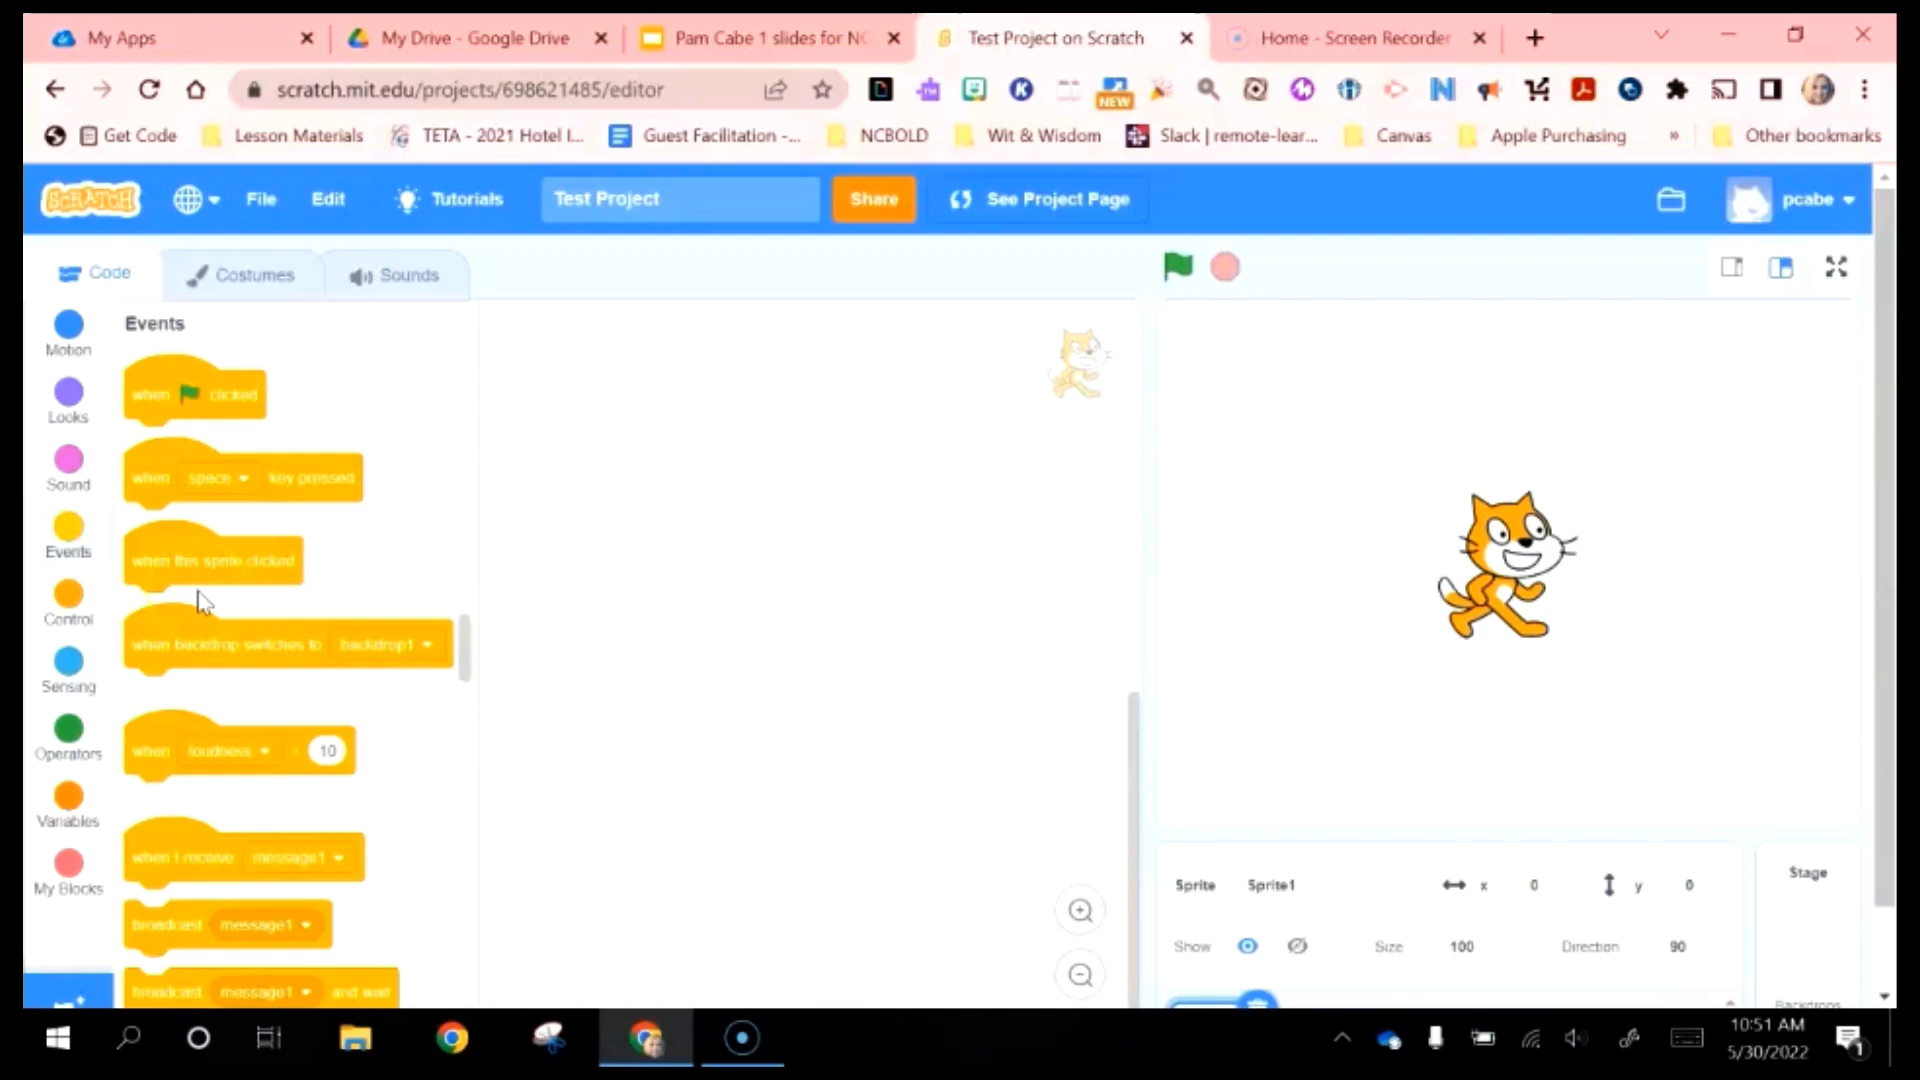 My Apps
My Drive - Google Drive
Pam Cabe 1 slides for NC
Test Project on Scratch
Home - Screen Recorder
scratch.mit.edu/projects/698621485/editor
NEW
Get Code
Lesson Materials
TETA - 2021 Hotel I...
Guest Facilitation -...
NCBOLD
Wit & Wisdom
Slack | remote-lear...
Canvas
Apple Purchasing
»
Other bookmarks
SCRATCH
File
Edit
Tutorials
Test Project
Share
See Project Page
pcabe
Code
Costumes
Sounds
Motion
Looks
Sound
Events
Control
Sensing
Operators
Variables
My Blocks
Events
when clicked
when space key pressed
when this sprite clicked
when backdrop switches to backdrop1
when loudness > 10
when I receive message1
broadcast message1
broadcast message1 and wait
Sprite Sprite1 x 0 y 0
Show Size 100 Direction 90
Stage
Backdrops
10:51 AM
5/30/2022
1